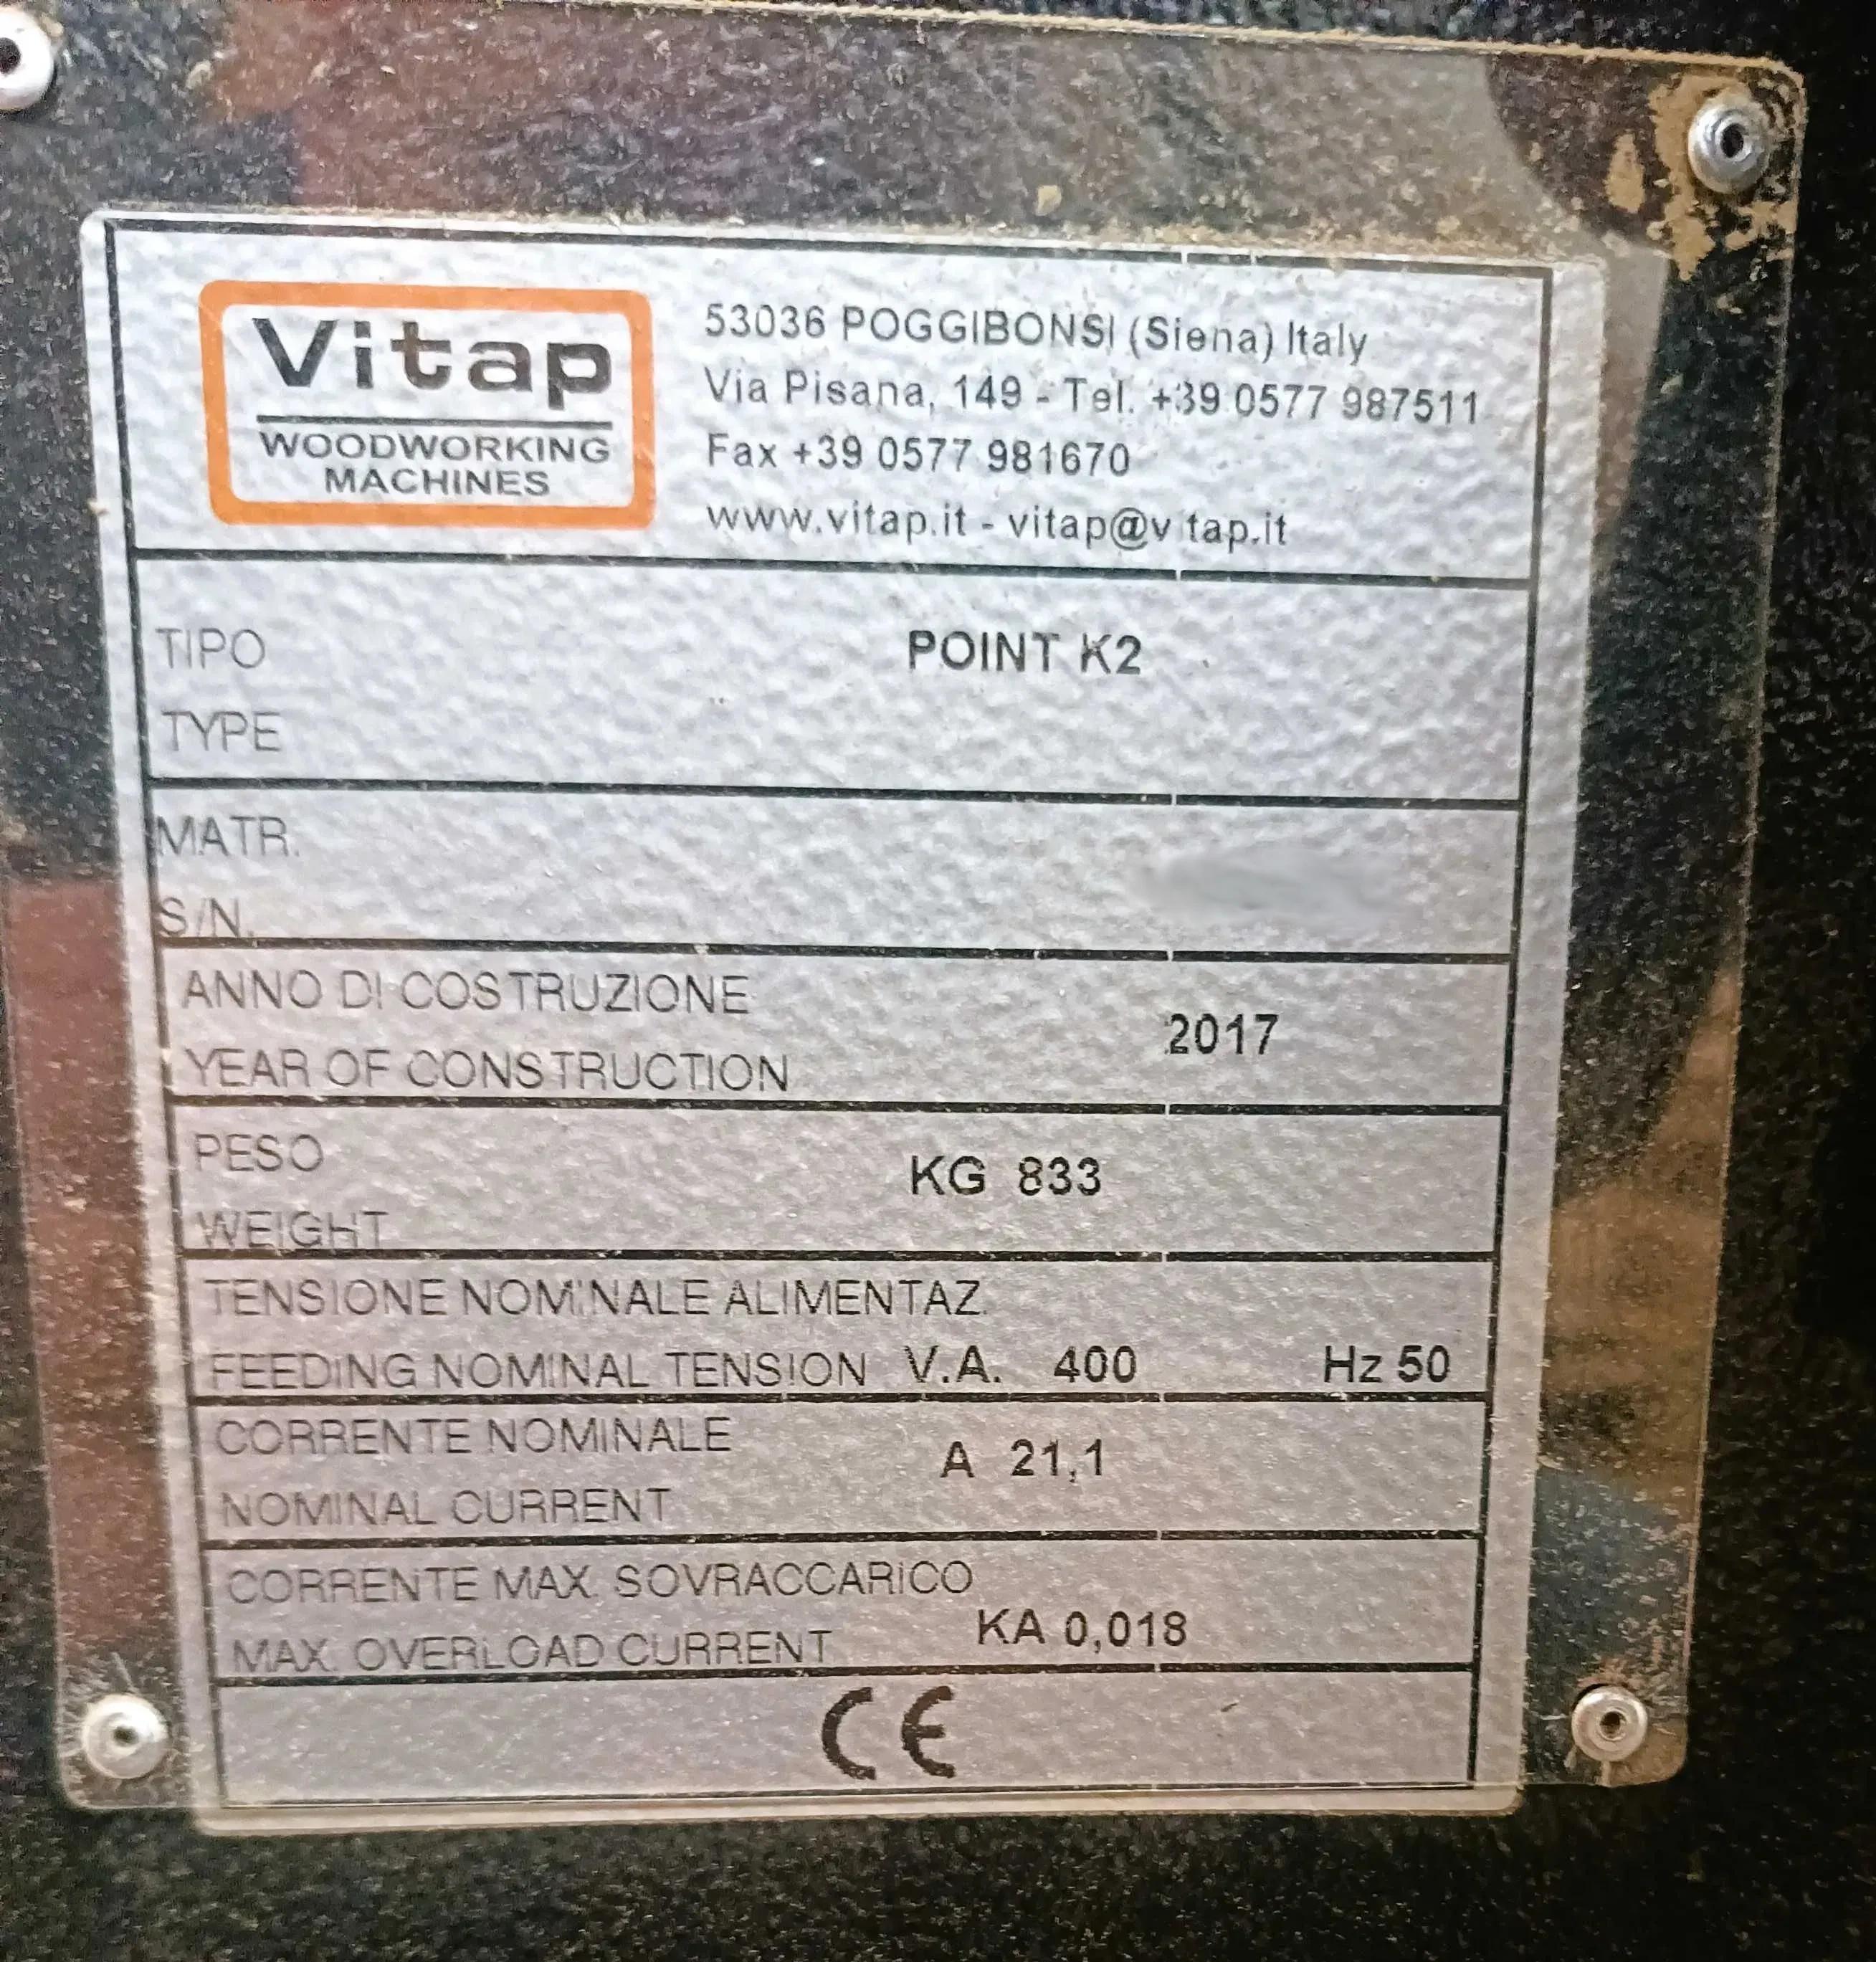 Vitap
WOODWORKING
MACHINES
53036 POGGIBONSI (Siena) Italy
Via Pisana, 149 - Tel. +39 0577 987511
Fax +39 0577 981670
www.vitap.it - vitap@v tap.it
TIPO
TYPE
POINT K2
MATR.
S/N.
ANNO DI COSTRUZIONE
YEAR OF CONSTRUCTION
2017
PESO
WEIGHT
KG 833
TENSIONE NOMINALE ALIMENTAZ.
FEEDING NOMINAL TENSION V.A. 400 Hz 50
CORRENTE NOMINALE
NOMINAL CURRENT
A 21,1
CORRENTE MAX. SOVRACCARICO
MAX. OVERLOAD CURRENT
KA 0,018
CE